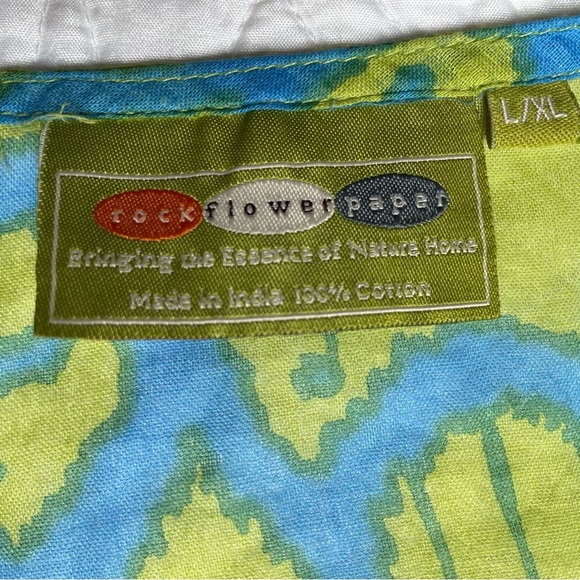 L/XL
rock flower paper
Bringing the Essence of Nature Home
Made in India 100% Cotton